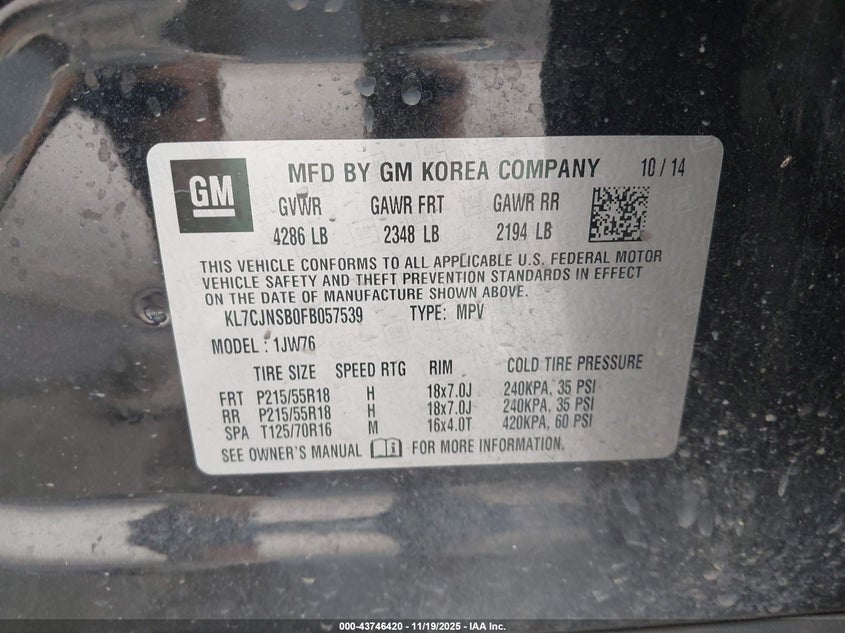 GM
MFD BY GM KOREA COMPANY 10 / 14
GVWR GAWR FRT GAWR RR
4286 LB 2348 LB 2194 LB
THIS VEHICLE CONFORMS TO ALL APPLICABLE U.S. FEDERAL MOTOR
VEHICLE SAFETY AND THEFT PREVENTION STANDARDS IN EFFECT
ON THE DATE OF MANUFACTURE SHOWN ABOVE.
KL7CJNSB0FB057539 TYPE: MPV
MODEL : 1JW76
TIRE SIZE SPEED RTG RIM COLD TIRE PRESSURE
FRT P215/55R18 H 18x7.0J 240KPA, 35 PSI
RR P215/55R18 H 18x7.0J 240KPA, 35 PSI
SPA T125/70R16 M 16x4.0T 420KPA, 60 PSI
SEE OWNER'S MANUAL FOR MORE INFORMATION.
000-43746420 - 11/19/2025 - IAA Inc.